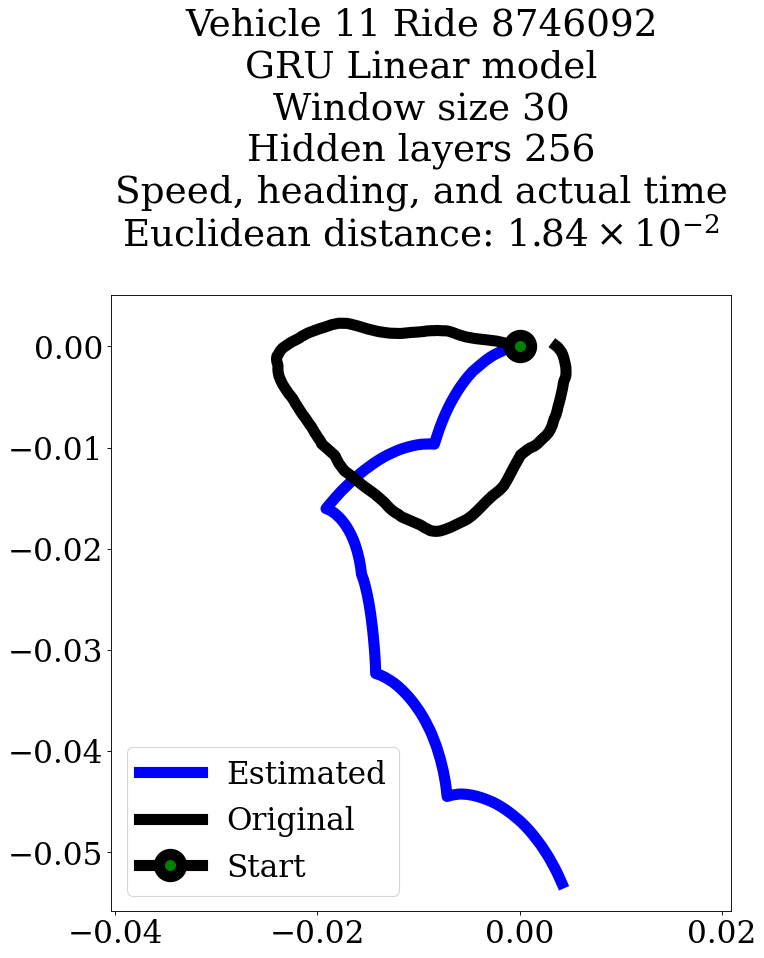 Vehicle 11 Ride 8746092
GRU Linear model
Window size 30
Hidden layers 256
Speed, heading, and actual time
Euclidean distance: 1.84 × 10⁻²
0.00
−0.01
−0.02
−0.03
−0.04
−0.05
Estimated
Original
Start
−0.04
−0.02
0.00
0.02